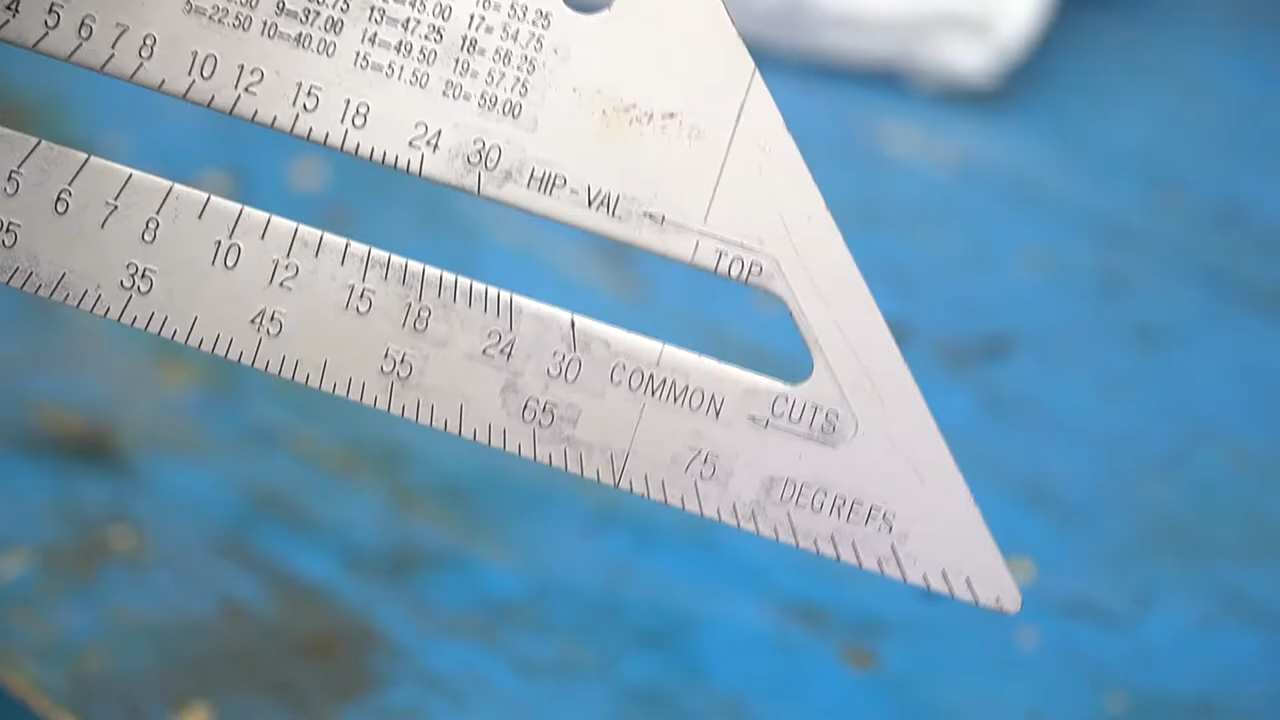 16= 53.25
9=37.00 13=47.25 17= 54.75
5=22.50 10=40.00 14=49.50 18= 56.25
15=51.50 19= 57.75
20= 59.00
4 5 6 7 8 10 12 15 18 24 30 HIP-VAL
TOP
5 6 7 8 10 12 15 18 24 30 COMMON CUTS
35 45 55 65 75 DEGREES